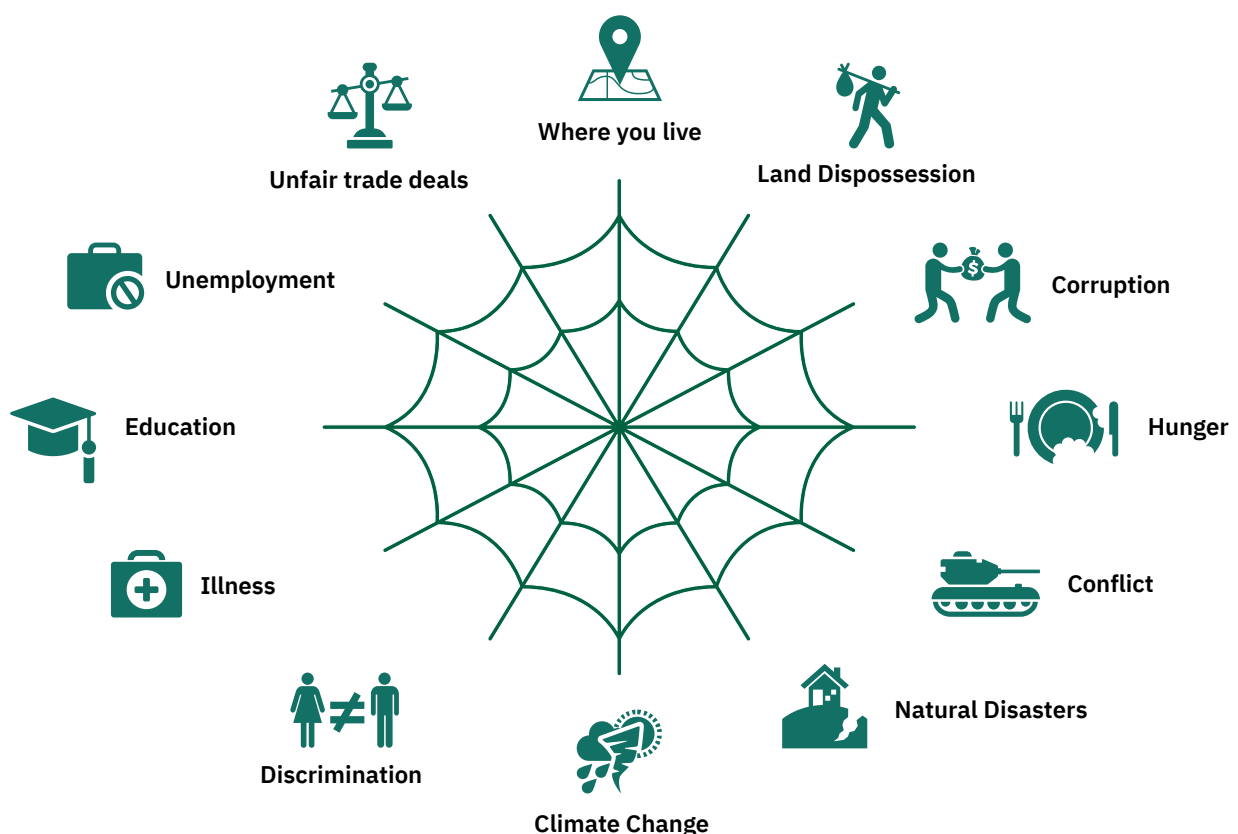 Where you live
Land Dispossession
Unfair trade deals
Unemployment
$
Corruption
Education
Hunger
Illness
Conflict
Natural Disasters
Discrimination
Climate Change